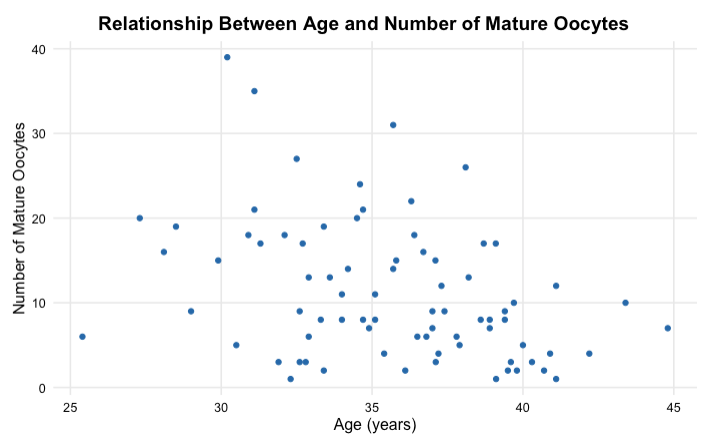 Relationship Between Age and Number of Mature Oocytes
Number of Mature Oocytes
40
30
20
10
0
25 30 35 40 45
Age (years)